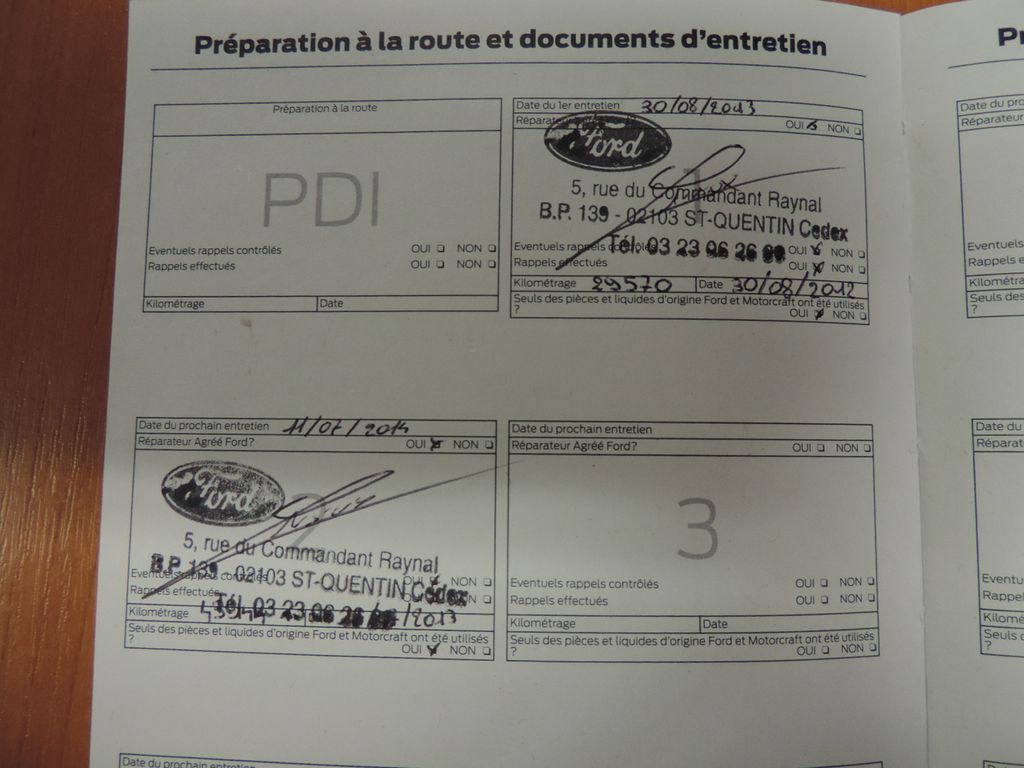 Préparation à la route et documents d'entretien
Préparation à la route
PDI
Eventuels rappels contrôlés OUI NON
Rappels effectués OUI NON
Kilométrage Date
Date du 1er entretien 30/08/2013
OUI NON
Ford
1
5, rue du Commandant Raynal
B.P. 139 - 02103 ST-QUENTIN Cedex
Tél. 03 23 06 26
Eventuels rappels contrôlés OUI NON
Rappels effectués OUI NON
Kilométrage 29570 Date 30/08/2012
Seuls des pièces et liquides d'origine Ford et Motorcraft ont été utilisés
? OUI NON
Date du prochain entretien 11/07/2014
Réparateur Agréé Ford? OUI NON
Ford
5, rue du Commandant Raynal
B.P. 139 - 02103 ST-QUENTIN Cedex
Tél. 03 23 06 26
Eventuels rappels contrôlés OUI NON
Rappels effectués NON
Kilométrage /2013
Seuls des pièces et liquides d'origine Ford et Motorcraft ont été utilisés
? OUI NON
Date du prochain entretien
Réparateur Agréé Ford? OUI NON
3
Eventuels rappels contrôlés OUI NON
Rappels effectués OUI NON
Kilométrage Date
Seuls des pièces et liquides d'origine Ford et Motorcraft ont été utilisés
? OUI NON
Date du prochain entretien